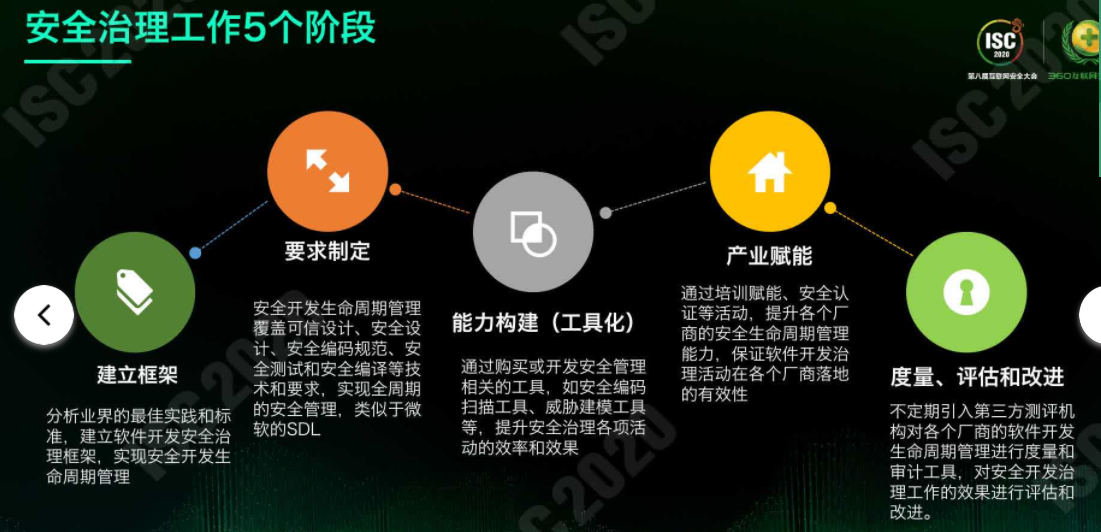 安全治理工作5个阶段
ISC
2020
第八届互联网安全大会
360互联网
建立框架
分析业界的最佳实践和标
准，建立软件开发安全治
理框架，实现安全开发生
命周期管理
要求制定
安全开发生命周期管理
覆盖可信设计、安全设
计、安全编码规范、安
全测试和安全编译等技
术和要求，实现全周期
的安全管理，类似于微
软的SDL
能力构建（工具化）
通过购买或开发安全管理
相关的工具，如安全编码
扫描工具、威胁建模工具
等，提升安全治理各项活
动的效率和效果
产业赋能
通过培训赋能、安全认
证等活动，提升各个厂
商的安全生命周期管理
能力，保证软件开发治
理活动在各个厂商落地
的有效性
度量、评估和改进
不定期引入第三方测评机
构对各个厂商的软件开发
生命周期管理进行度量和
审计工具，对安全开发治
理工作的效果进行评估和
改进。
ISC 2020
ISC 2020
ISC 2020
ISC 2020
ISC 2020